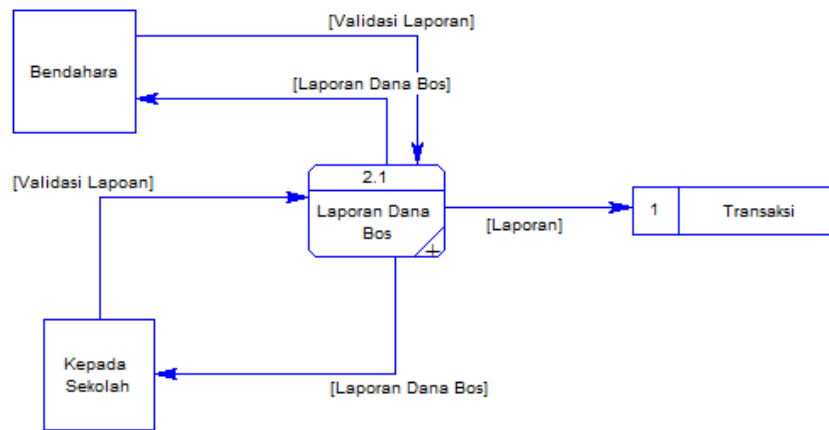 [Validasi Laporan]
Bendahara
[Laporan Dana Bos]
2.1
[Validasi Lapoan]
Laporan Dana
Bos
1
Transaksi
[Laporan]
Kepada
Sekolah
[Laporan Dana Bos]